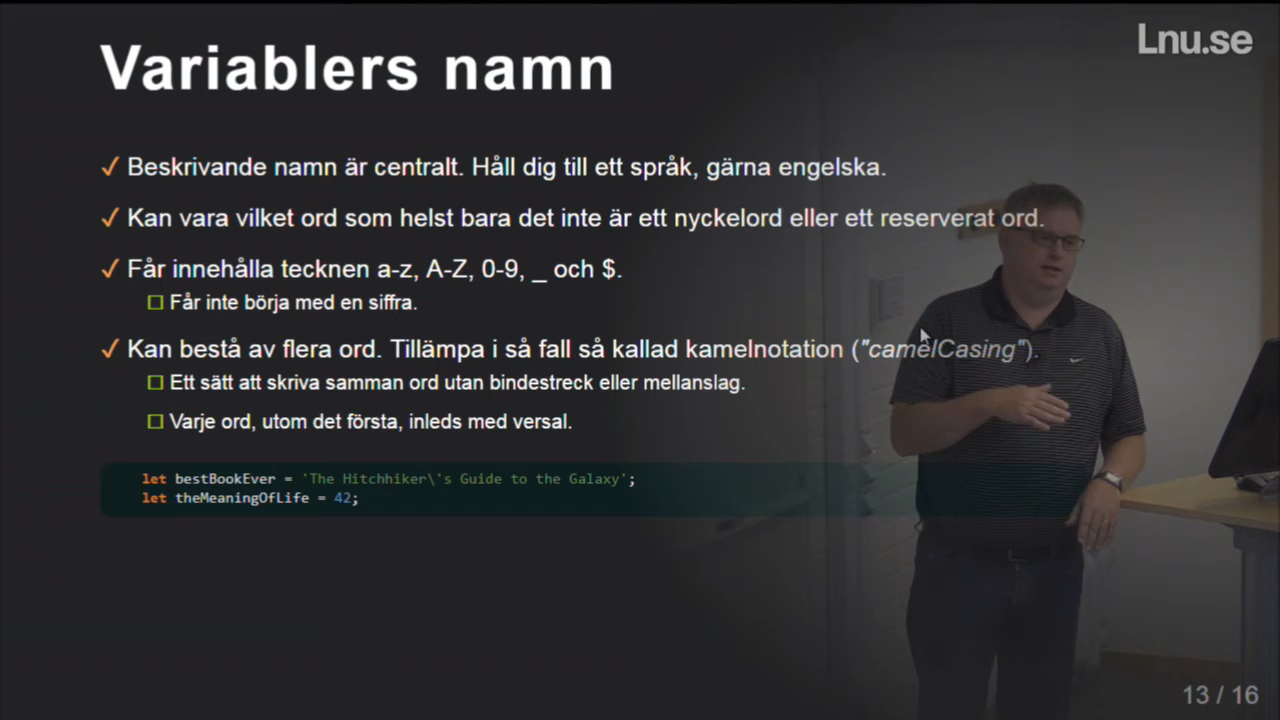 Lnu.se
Variablers namn
✓ Beskrivande namn är centralt. Håll dig till ett språk, gärna engelska.
✓ Kan vara vilket ord som helst bara det inte är ett nyckelord eller ett reserverat ord.
✓ Får innehålla tecknen a-z, A-Z, 0-9, _ och $.
☐ Får inte börja med en siffra.
✓ Kan bestå av flera ord. Tillämpa i så fall så kallad kamelnotation ("camelCasing").
☐ Ett sätt att skriva samman ord utan bindestreck eller mellanslag.
☐ Varje ord, utom det första, inleds med versal.
let bestBookEver = 'The Hitchhiker\'s Guide to the Galaxy';
let theMeaningOfLife = 42;
13 / 16